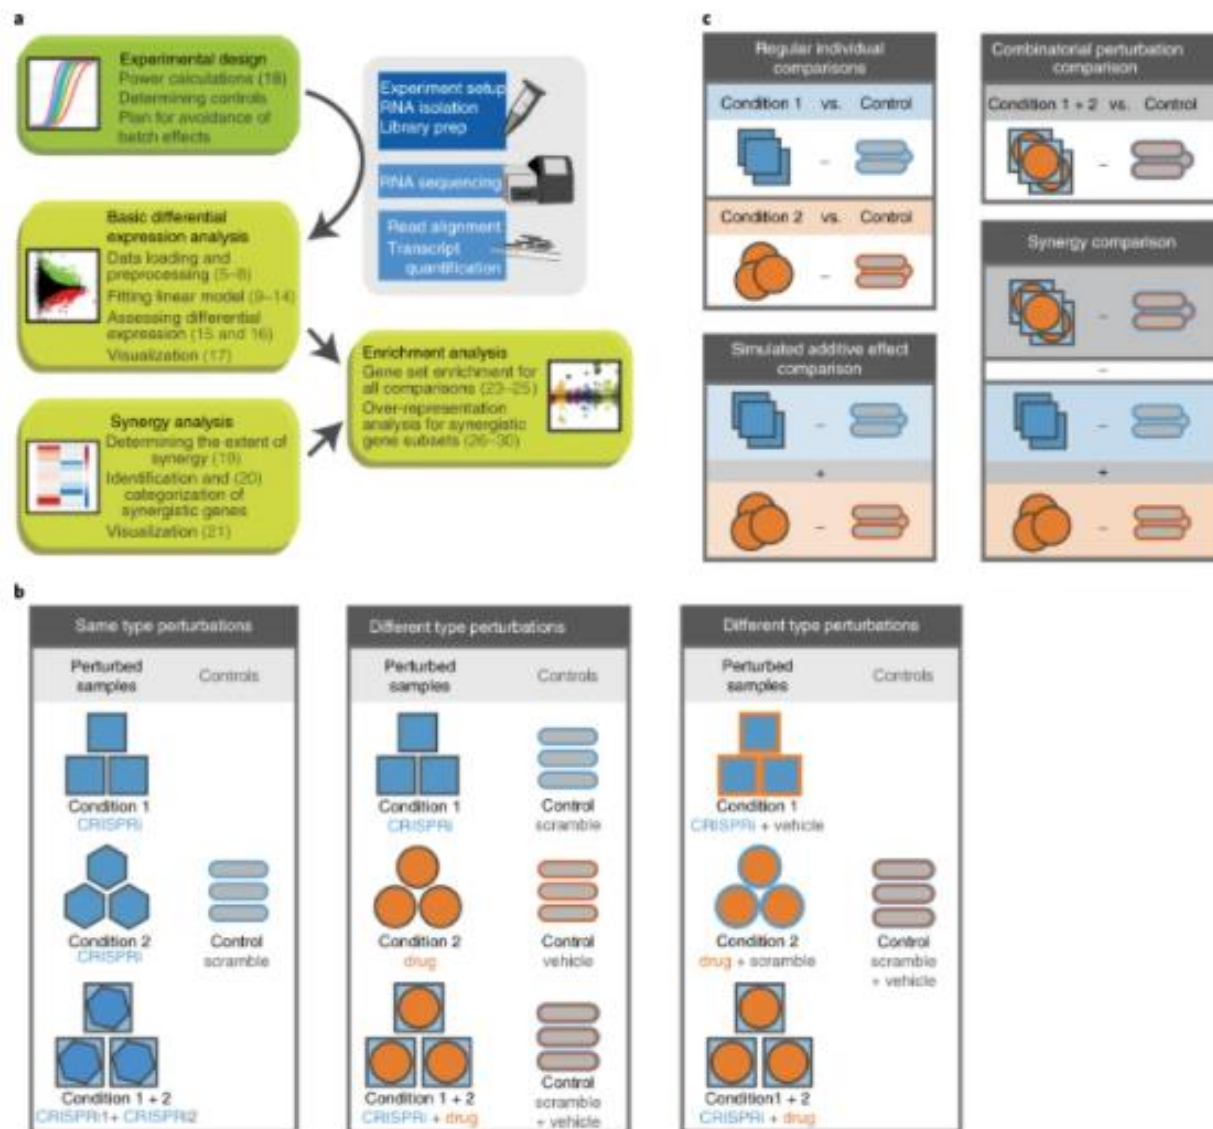 a
Experimental design
Power calculations (18)
Determining controls
Plan for avoidance of
batch effects
Experiment setup
RNA isolation
Library prep
RNA sequencing
Read alignment
Transcript
quantification
Basic differential
expression analysis
Data loading and
preprocessing (5–8)
Fitting linear model (9–14)
Assessing differential
expression (15 and 16)
Visualization (17)
Enrichment analysis
Gene set enrichment for
all comparisons (23–25)
Over-representation
analysis for synergistic
gene subsets (26–30)
Synergy analysis
Determining the extent of
synergy (19)
Identification and (20)
categorization of
synergistic genes
Visualization (21)
c
Regular individual
comparisons
Condition 1 vs. Control
–
Condition 2 vs. Control
–
Combinatorial perturbation
comparison
Condition 1 + 2 vs. Control
–
Simulated additive effect
comparison
–
+
–
Synergy comparison
–
–
–
+
–
b
Same type perturbations
Perturbed
samples
Controls
Condition 1
CRISPRi
Condition 2
CRISPRi
Control
scramble
Condition 1 + 2
CRISPRi1+ CRISPRi2
Different type perturbations
Perturbed
samples
Controls
Condition 1
CRISPRi
Control
scramble
Condition 2
drug
Control
vehicle
Condition 1 + 2
CRISPRi + drug
Control
scramble
+ vehicle
Different type perturbations
Perturbed
samples
Controls
Condition 1
CRISPRi + vehicle
Condition 2
drug + scramble
Control
scramble
+ vehicle
Condition1 + 2
CRISPRi + drug